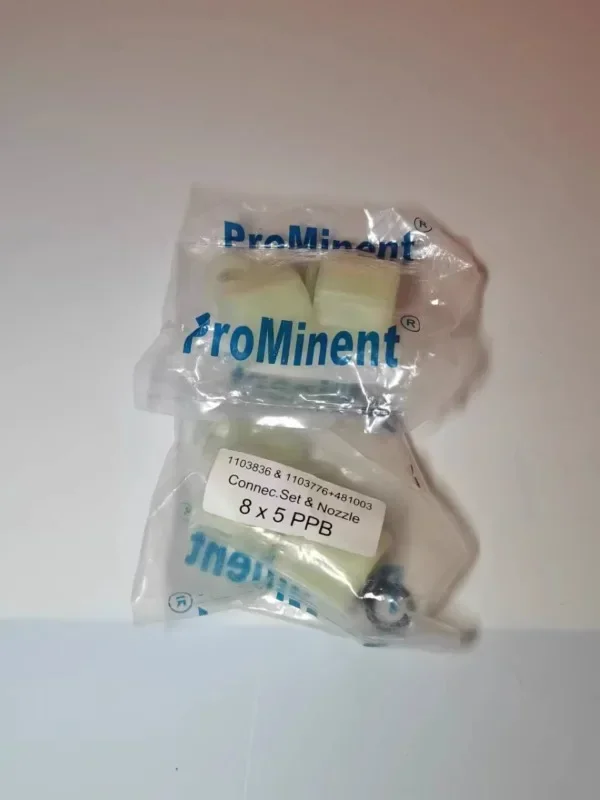 ProMinent®
ProMinent®
1103836 & 1103776+481003
Connec.Set & Nozzle
8 x 5 PPB